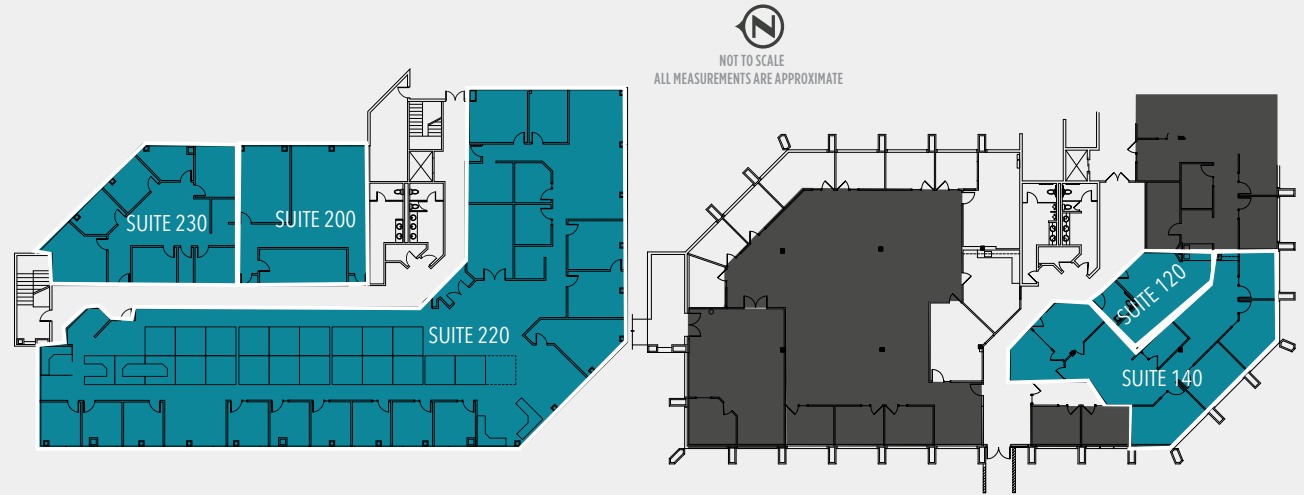 N
NOT TO SCALE
ALL MEASUREMENTS ARE APPROXIMATE
SUITE 230
SUITE 200
SUITE 220
SUITE 120
SUITE 140